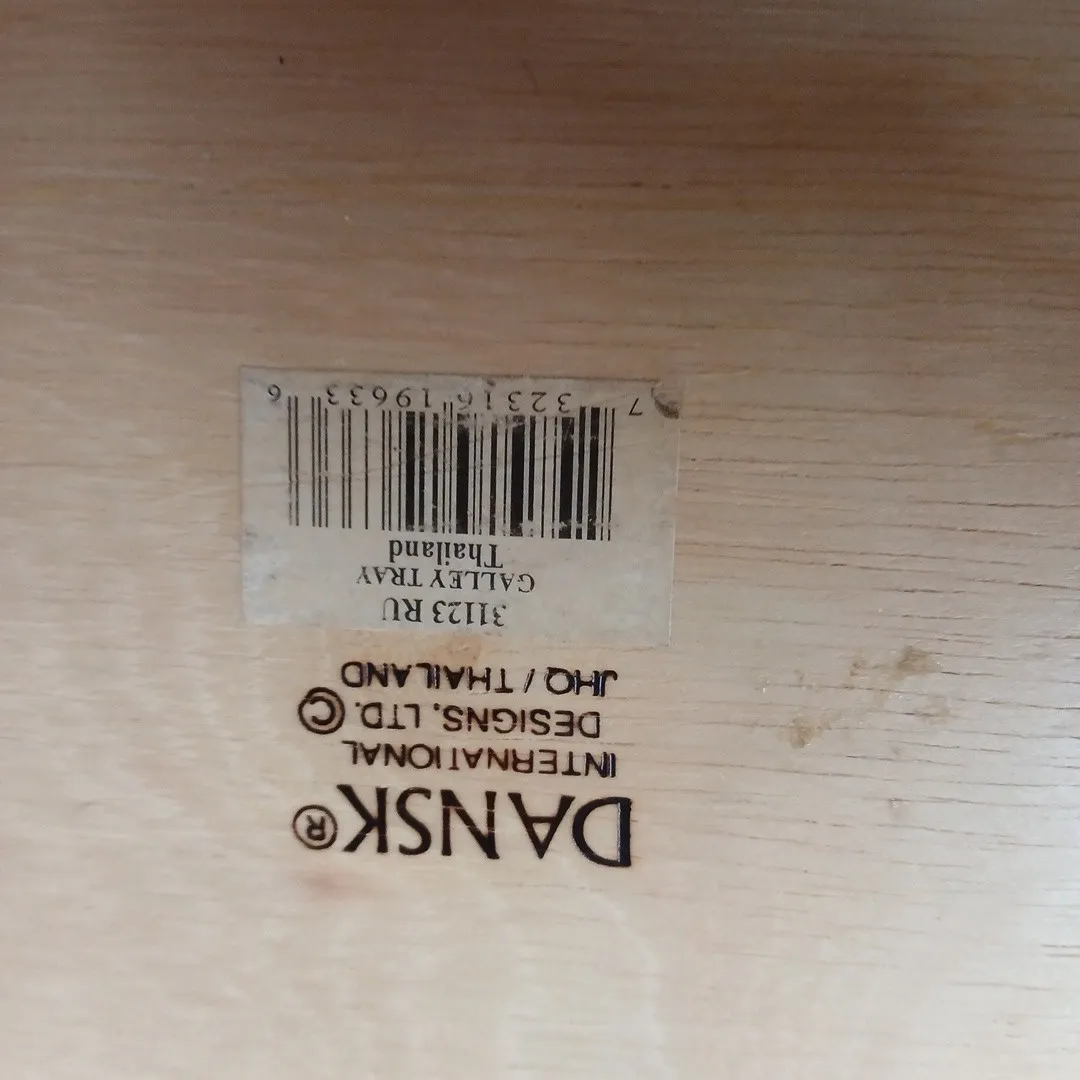 DANSK®
INTERNATIONAL
DESIGNS, LTD. ©
JHQ / THAILAND
31123 RU
GALLEY TRAY
Thailand
7 32316 19633 6